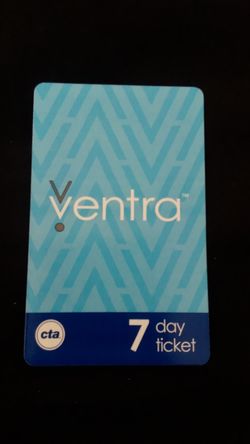 Ventra™
cta
7 day
ticket